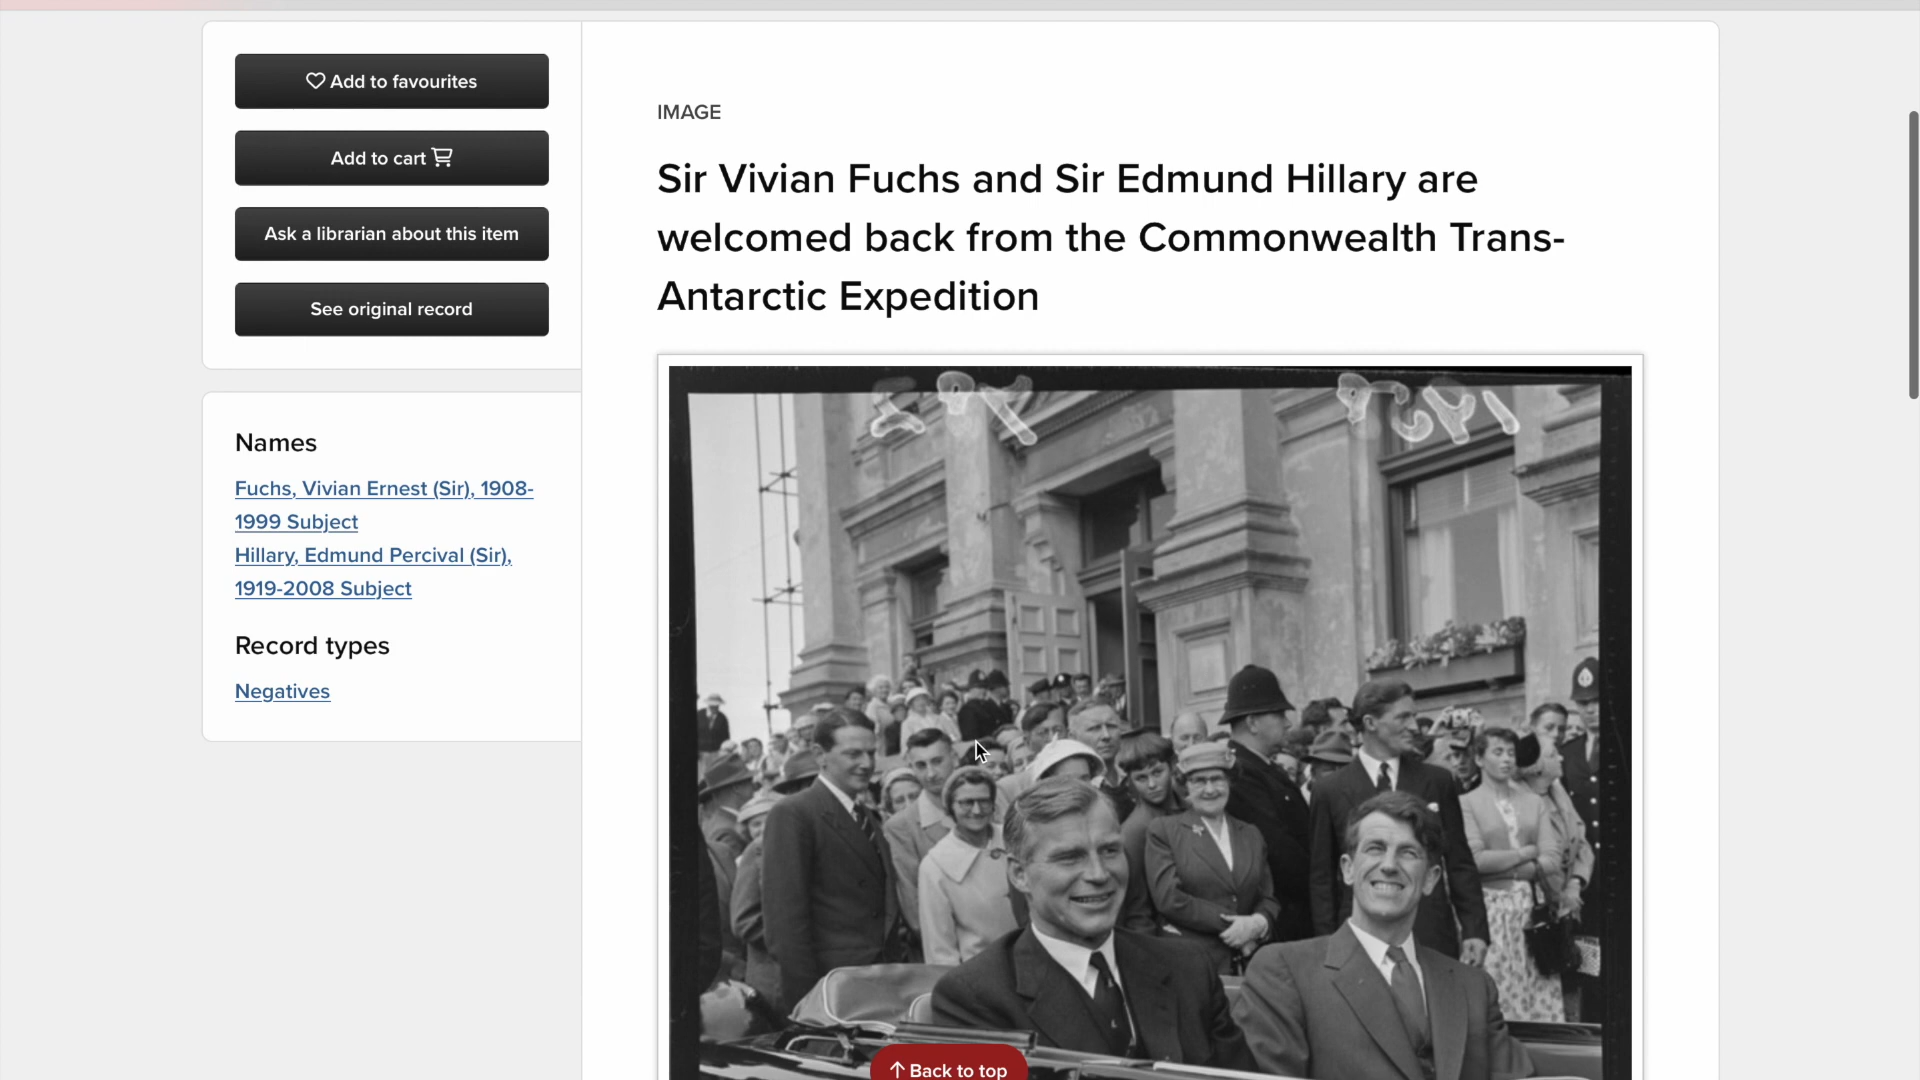 Add to favourites
Add to cart
Ask a librarian about this item
See original record
Names
Fuchs, Vivian Ernest (Sir), 1908-
1999 Subject
Hillary, Edmund Percival (Sir),
1919-2008 Subject
Record types
Negatives
IMAGE
Sir Vivian Fuchs and Sir Edmund Hillary are
welcomed back from the Commonwealth Trans-
Antarctic Expedition
Back to top